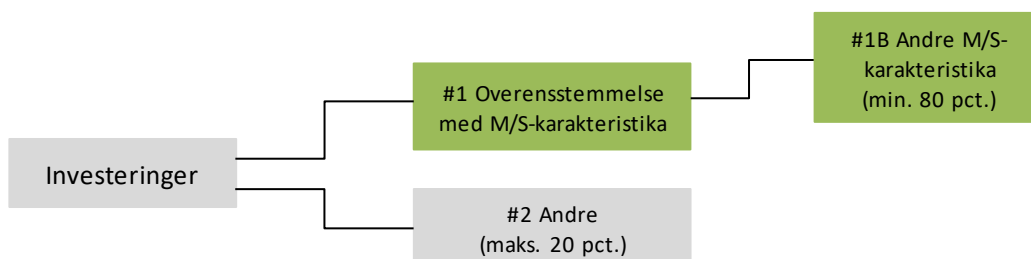 #1B Andre M/S-
karakteristika
(min. 80 pct.)
#1 Overensstemmelse
med M/S-karakteristika
Investeringer
#2 Andre
(maks. 20 pct.)